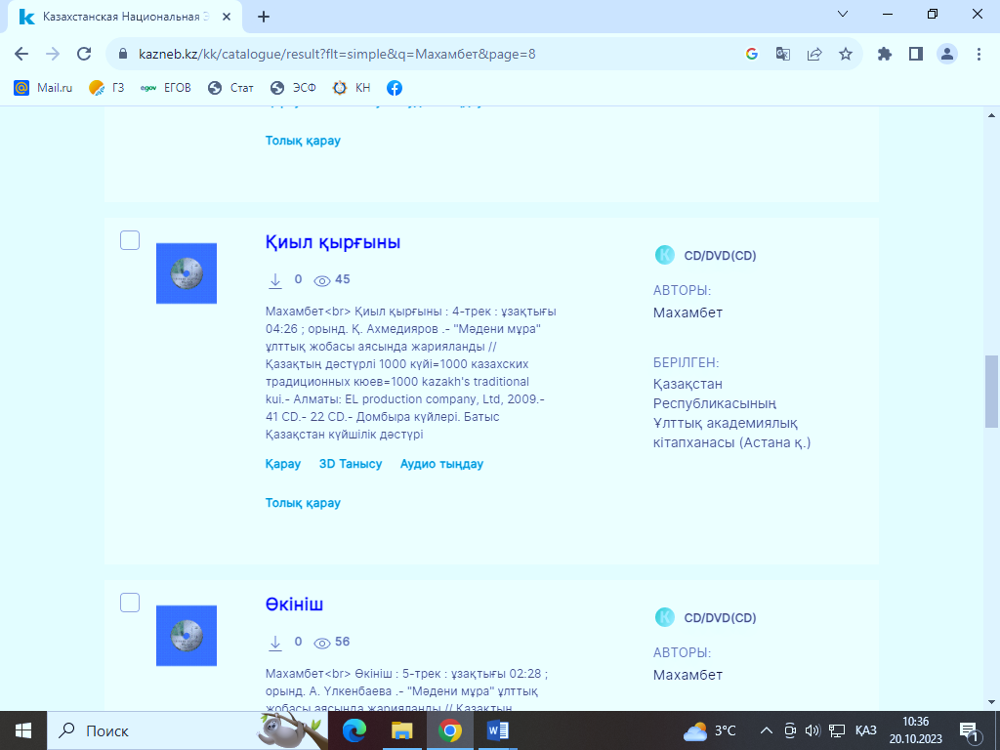 Казахстанская Национальная Э
kazneb.kz/kk/catalogue/result?flt=simple&q=Махамбет&page=8
Mail.ru
ГЗ
egov
ЕГОВ
Стат
ЭСФ
КН
Толық қарау
Қиыл қырғыны
0 45
Махамбет<br> Қиыл қырғыны : 4-трек : ұзақтығы
04:26 ; орынд. Қ. Ахмедияров .- "Мәдени мұра"
ұлттық жобасы аясында жарияланды //
Қазақтың дәстүрлі 1000 күйі=1000 казахских
традиционных кюев=1000 kazakh's traditional
kui.- Алматы: EL production company, Ltd, 2009.-
41 CD.- 22 CD.- Домбыра күйлері. Батыс
Қазақстан күйшілік дәстүрі
Қарау 3D Танысу Аудио тыңдау
Толық қарау
CD/DVD(CD)
АВТОРЫ:
Махамбет
БЕРІЛГЕН:
Қазақстан
Республикасының
Ұлттық академиялық
кітапханасы (Астана қ.)
Өкініш
0 56
Махамбет<br> Өкініш : 5-трек : ұзақтығы 02:28 ;
орынд. А. Үлкенбаева .- "Мәдени мұра" ұлттық
жобасы аясында жарияланды // Қазақтың
CD/DVD(CD)
АВТОРЫ:
Махамбет
Поиск
3°C
ҚАЗ
10:36
20.10.2023
1